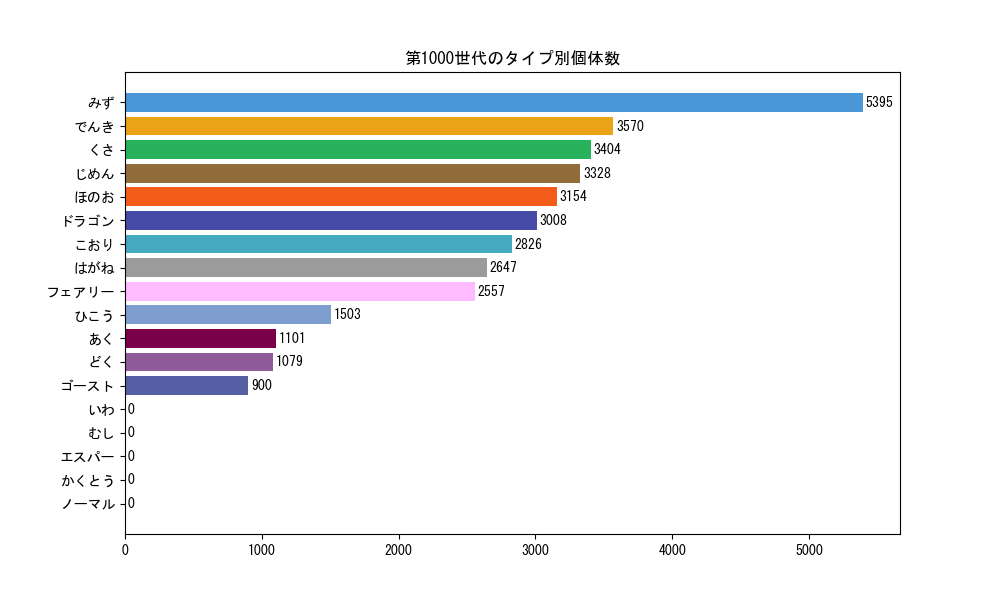 第1000世代のタイプ別個体数
みず 5395
でんき 3570
くさ 3404
じめん 3328
ほのお 3154
ドラゴン 3008
こおり 2826
はがね 2647
フェアリー 2557
ひこう 1503
あく 1101
どく 1079
ゴースト 900
いわ 0
むし 0
エスパー 0
かくとう 0
ノーマル 0
0 1000 2000 3000 4000 5000